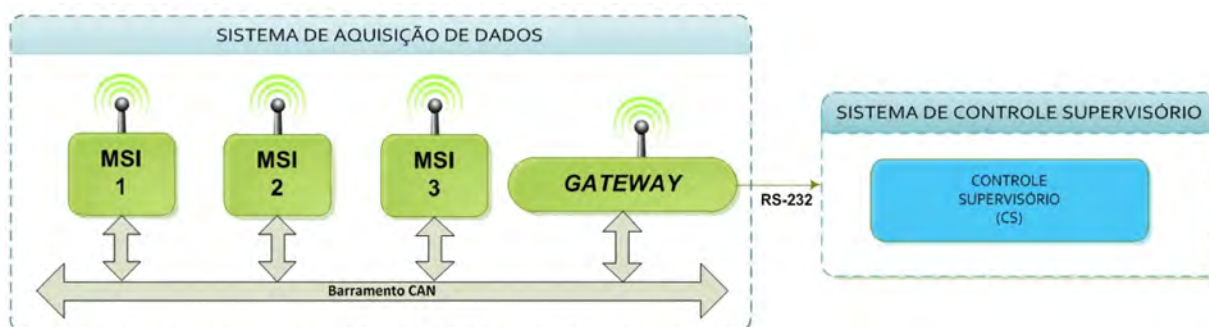 SISTEMA DE AQUISIÇÃO DE DADOS
MSI
1
MSI
2
MSI
3
GATEWAY
RS-232
Barramento CAN
SISTEMA DE CONTROLE SUPERVISÓRIO
CONTROLE
SUPERVISÓRIO
(CS)